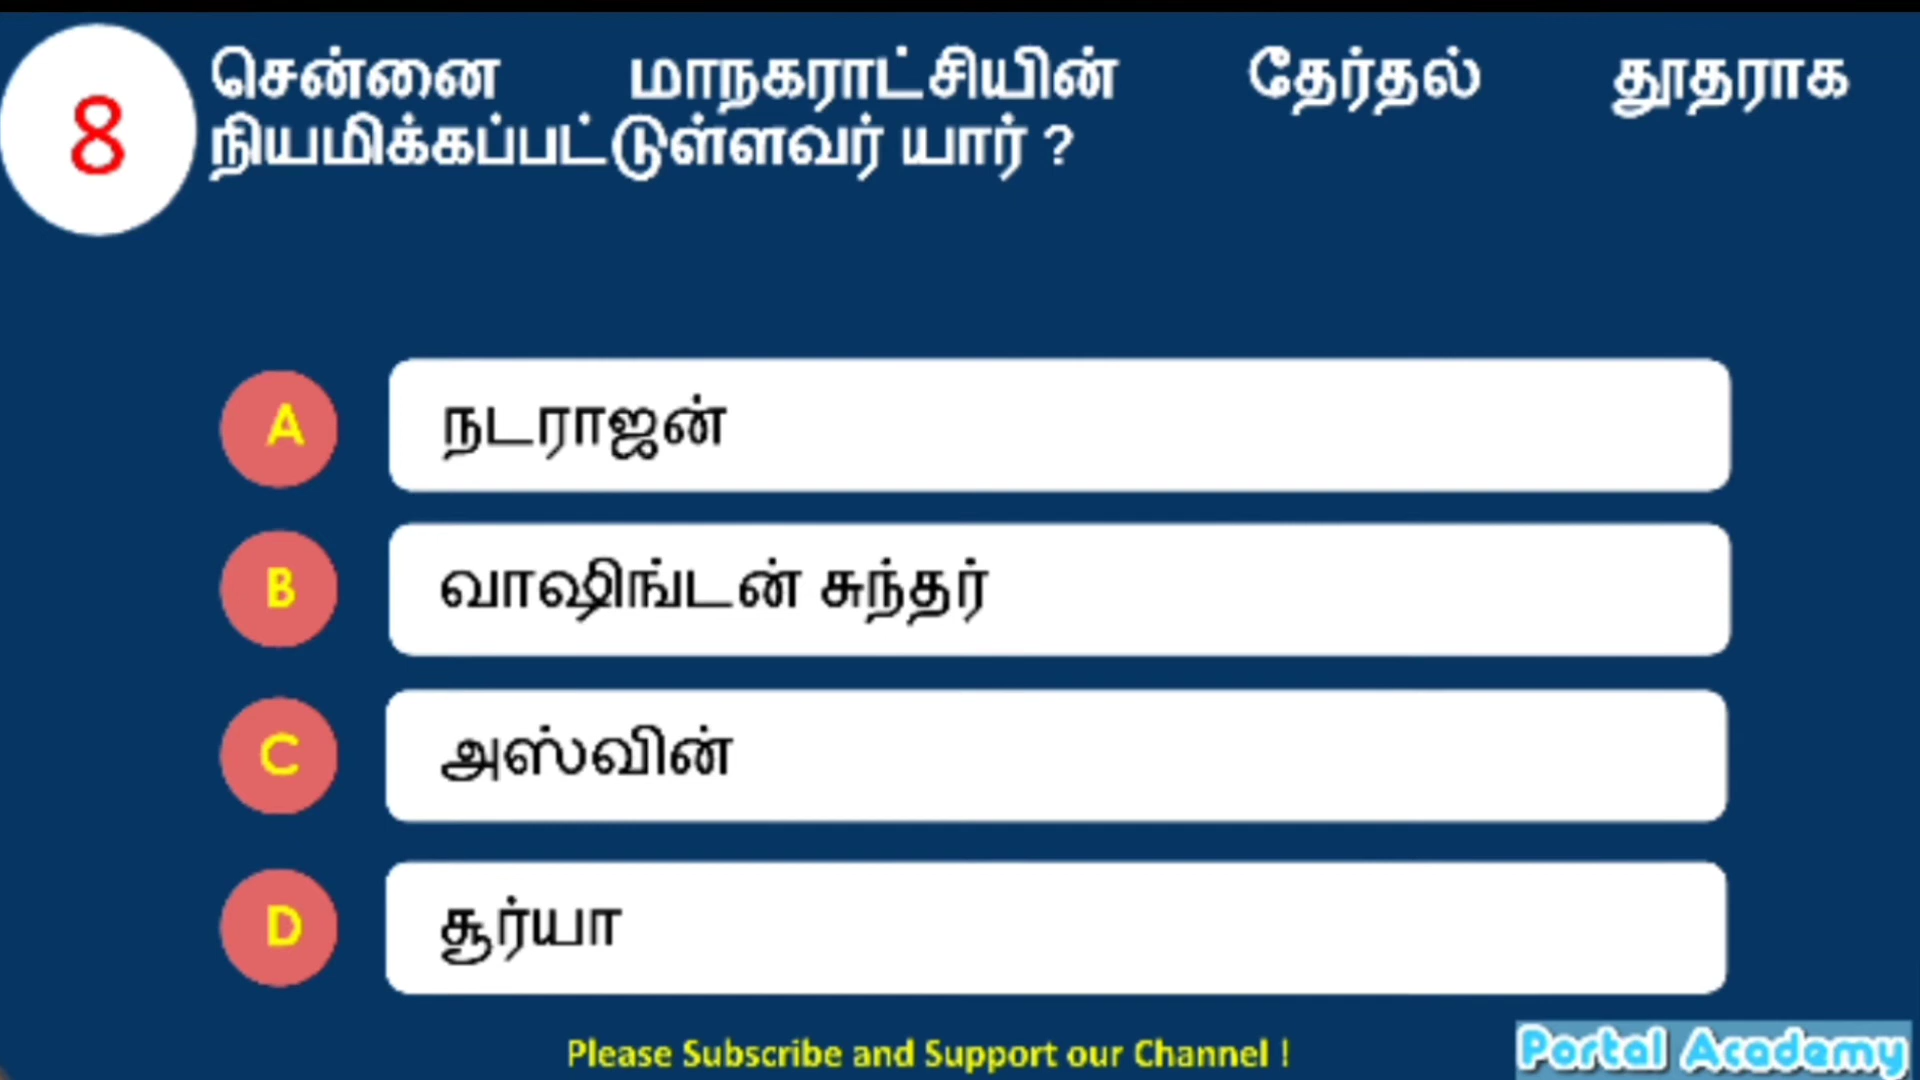 8
சென்னை மாநகராட்சியின் தேர்தல் தூதராக
நியமிக்கப்பட்டுள்ளவர் யார் ?
A நடராஜன்
B வாஷிங்டன் சுந்தர்
C அஸ்வின்
D சூர்யா
Please Subscribe and Support our Channel !
Portal Academy